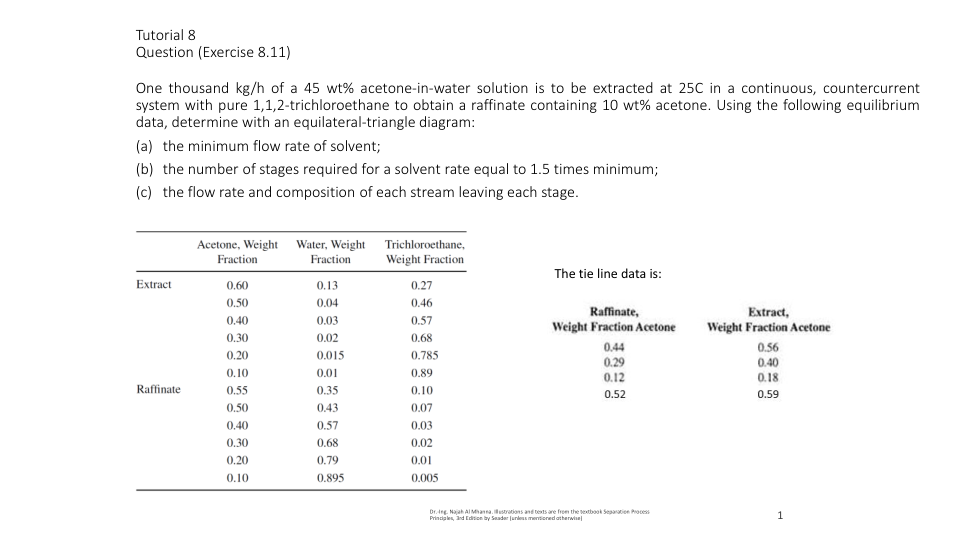 Tutorial 8
Question (Exercise 8.11)
One thousand kg/h of a 45 wt% acetone-in-water solution is to be extracted at 25C in a continuous, countercurrent
system with pure 1,1,2-trichloroethane to obtain a raffinate containing 10 wt% acetone. Using the following equilibrium
data, determine with an equilateral-triangle diagram:
(a) the minimum flow rate of solvent;
(b) the number of stages required for a solvent rate equal to 1.5 times minimum;
(c) the flow rate and composition of each stream leaving each stage.
Acetone, Weight Fraction Water, Weight Fraction Trichloroethane, Weight Fraction
Extract 0.60 0.13 0.27
0.50 0.04 0.46
0.40 0.03 0.57
0.30 0.02 0.68
0.20 0.015 0.785
0.10 0.01 0.89
Raffinate 0.55 0.35 0.10
0.50 0.43 0.07
0.40 0.57 0.03
0.30 0.68 0.02
0.20 0.79 0.01
0.10 0.895 0.005
The tie line data is:
Raffinate, Extract,
Weight Fraction Acetone Weight Fraction Acetone
0.44 0.56
0.29 0.40
0.12 0.18
0.52 0.59
Dr.-Ing. Najah Al Mhanna. Illustrations and texts are from the textbook Separation Process
Principles, 3rd Edition by Seader (unless mentioned otherwise)
1